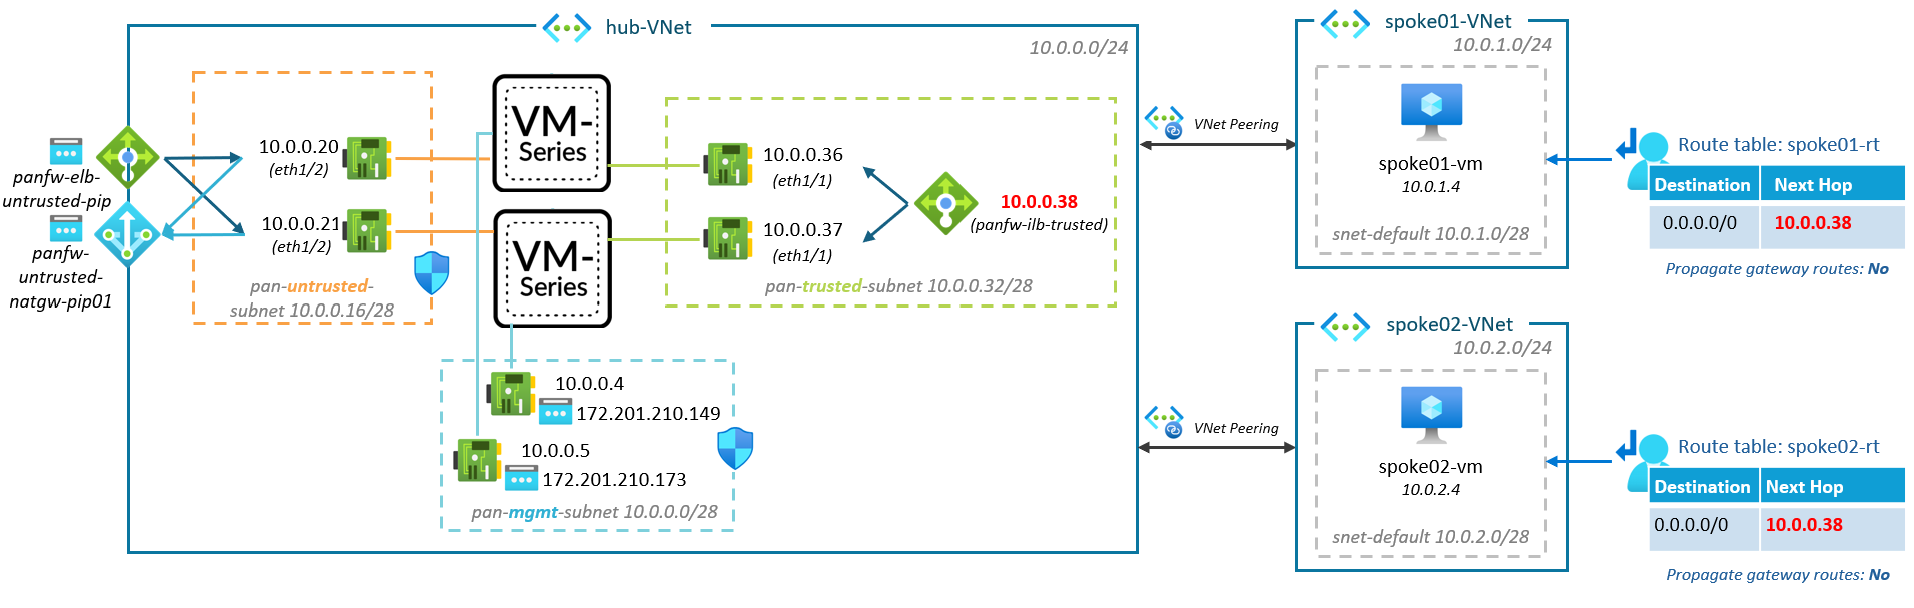 hub-VNet
10.0.0.0/24
panfw-elb-
untrusted-pip
panfw-
untrusted-
natgw-pip01
10.0.0.20
(eth1/2)
10.0.0.21
(eth1/2)
pan-untrusted-
subnet 10.0.0.16/28
VM-
Series
VM-
Series
10.0.0.36
(eth1/1)
10.0.0.37
(eth1/1)
10.0.0.38
(panfw-ilb-trusted)
pan-trusted-subnet 10.0.0.32/28
10.0.0.4
172.201.210.149
10.0.0.5
172.201.210.173
pan-mgmt-subnet 10.0.0.0/28
VNet Peering
VNet Peering
spoke01-VNet
10.0.1.0/24
spoke01-vm
10.0.1.4
snet-default 10.0.1.0/28
Route table: spoke01-rt
Destination Next Hop
0.0.0.0/0 10.0.0.38
Propagate gateway routes: No
spoke02-VNet
10.0.2.0/24
spoke02-vm
10.0.2.4
snet-default 10.0.2.0/28
Route table: spoke02-rt
Destination Next Hop
0.0.0.0/0 10.0.0.38
Propagate gateway routes: No